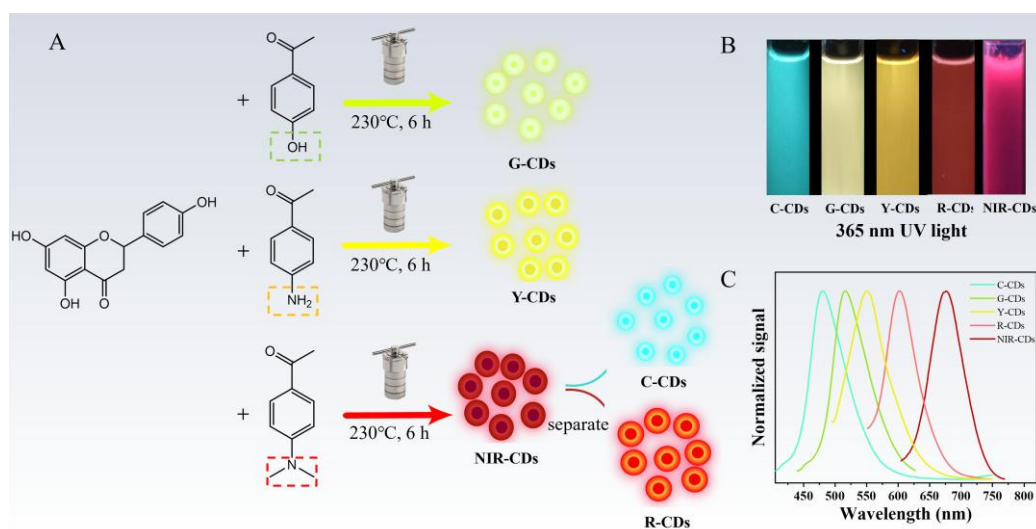 A
+
OH
230℃, 6 h
G-CDs
HO
OH
OH
O
O
+
O
NH₂
230℃, 6 h
Y-CDs
+
O
N
230℃, 6 h
NIR-CDs
separate
C-CDs
R-CDs
O
B
C-CDs
G-CDs
Y-CDs
R-CDs
NIR-CDs
365 nm UV light
C
Normalized signal
C-CDs
G-CDs
Y-CDs
R-CDs
NIR-CDs
450 500 550 600 650 700 750 800
Wavelength (nm)